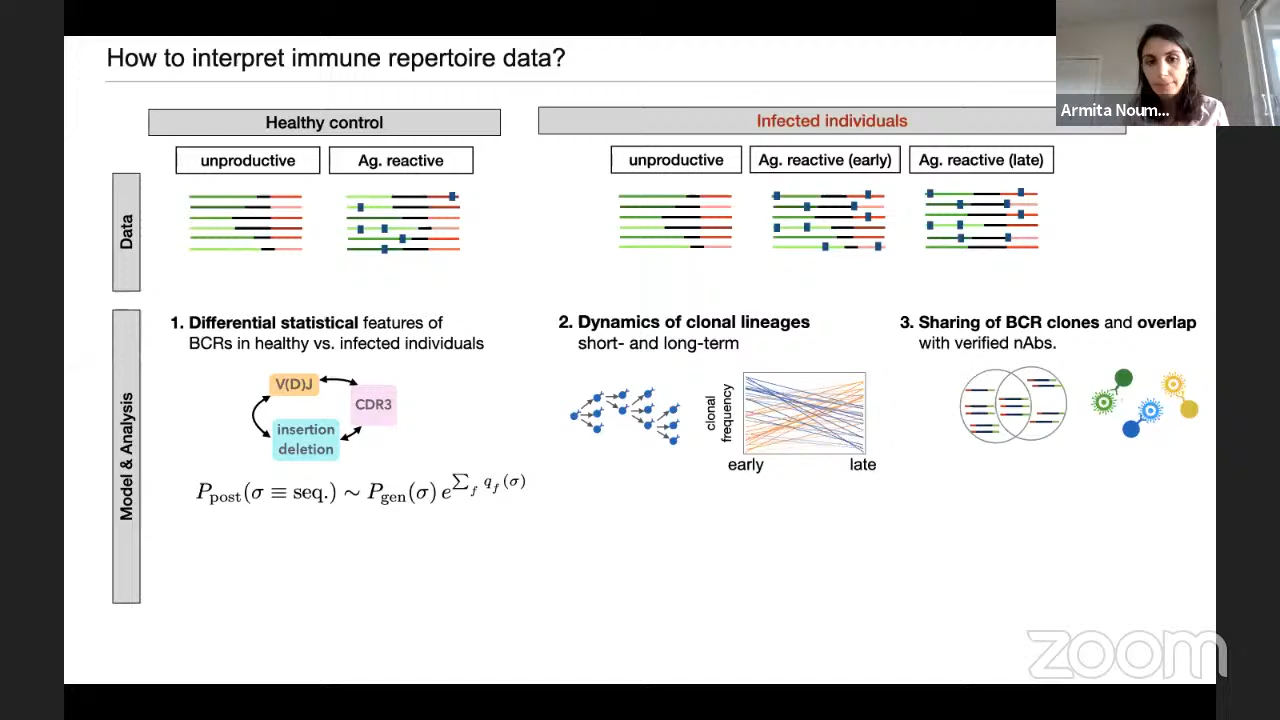 How to interpret immune repertoire data?
Armita Noum...
Healthy control
Infected individuals
unproductive
Ag. reactive
unproductive
Ag. reactive (early)
Ag. reactive (late)
Data
Model & Analysis
1. Differential statistical features of
BCRs in healthy vs. infected individuals
V(D)J
CDR3
insertion
deletion
P_post(σ ≡ seq.) ∼ P_gen(σ) e^{∑_f q_f(σ)}
2. Dynamics of clonal lineages
short- and long-term
clonal
frequency
early
late
3. Sharing of BCR clones and overlap
with verified nAbs.
zoom